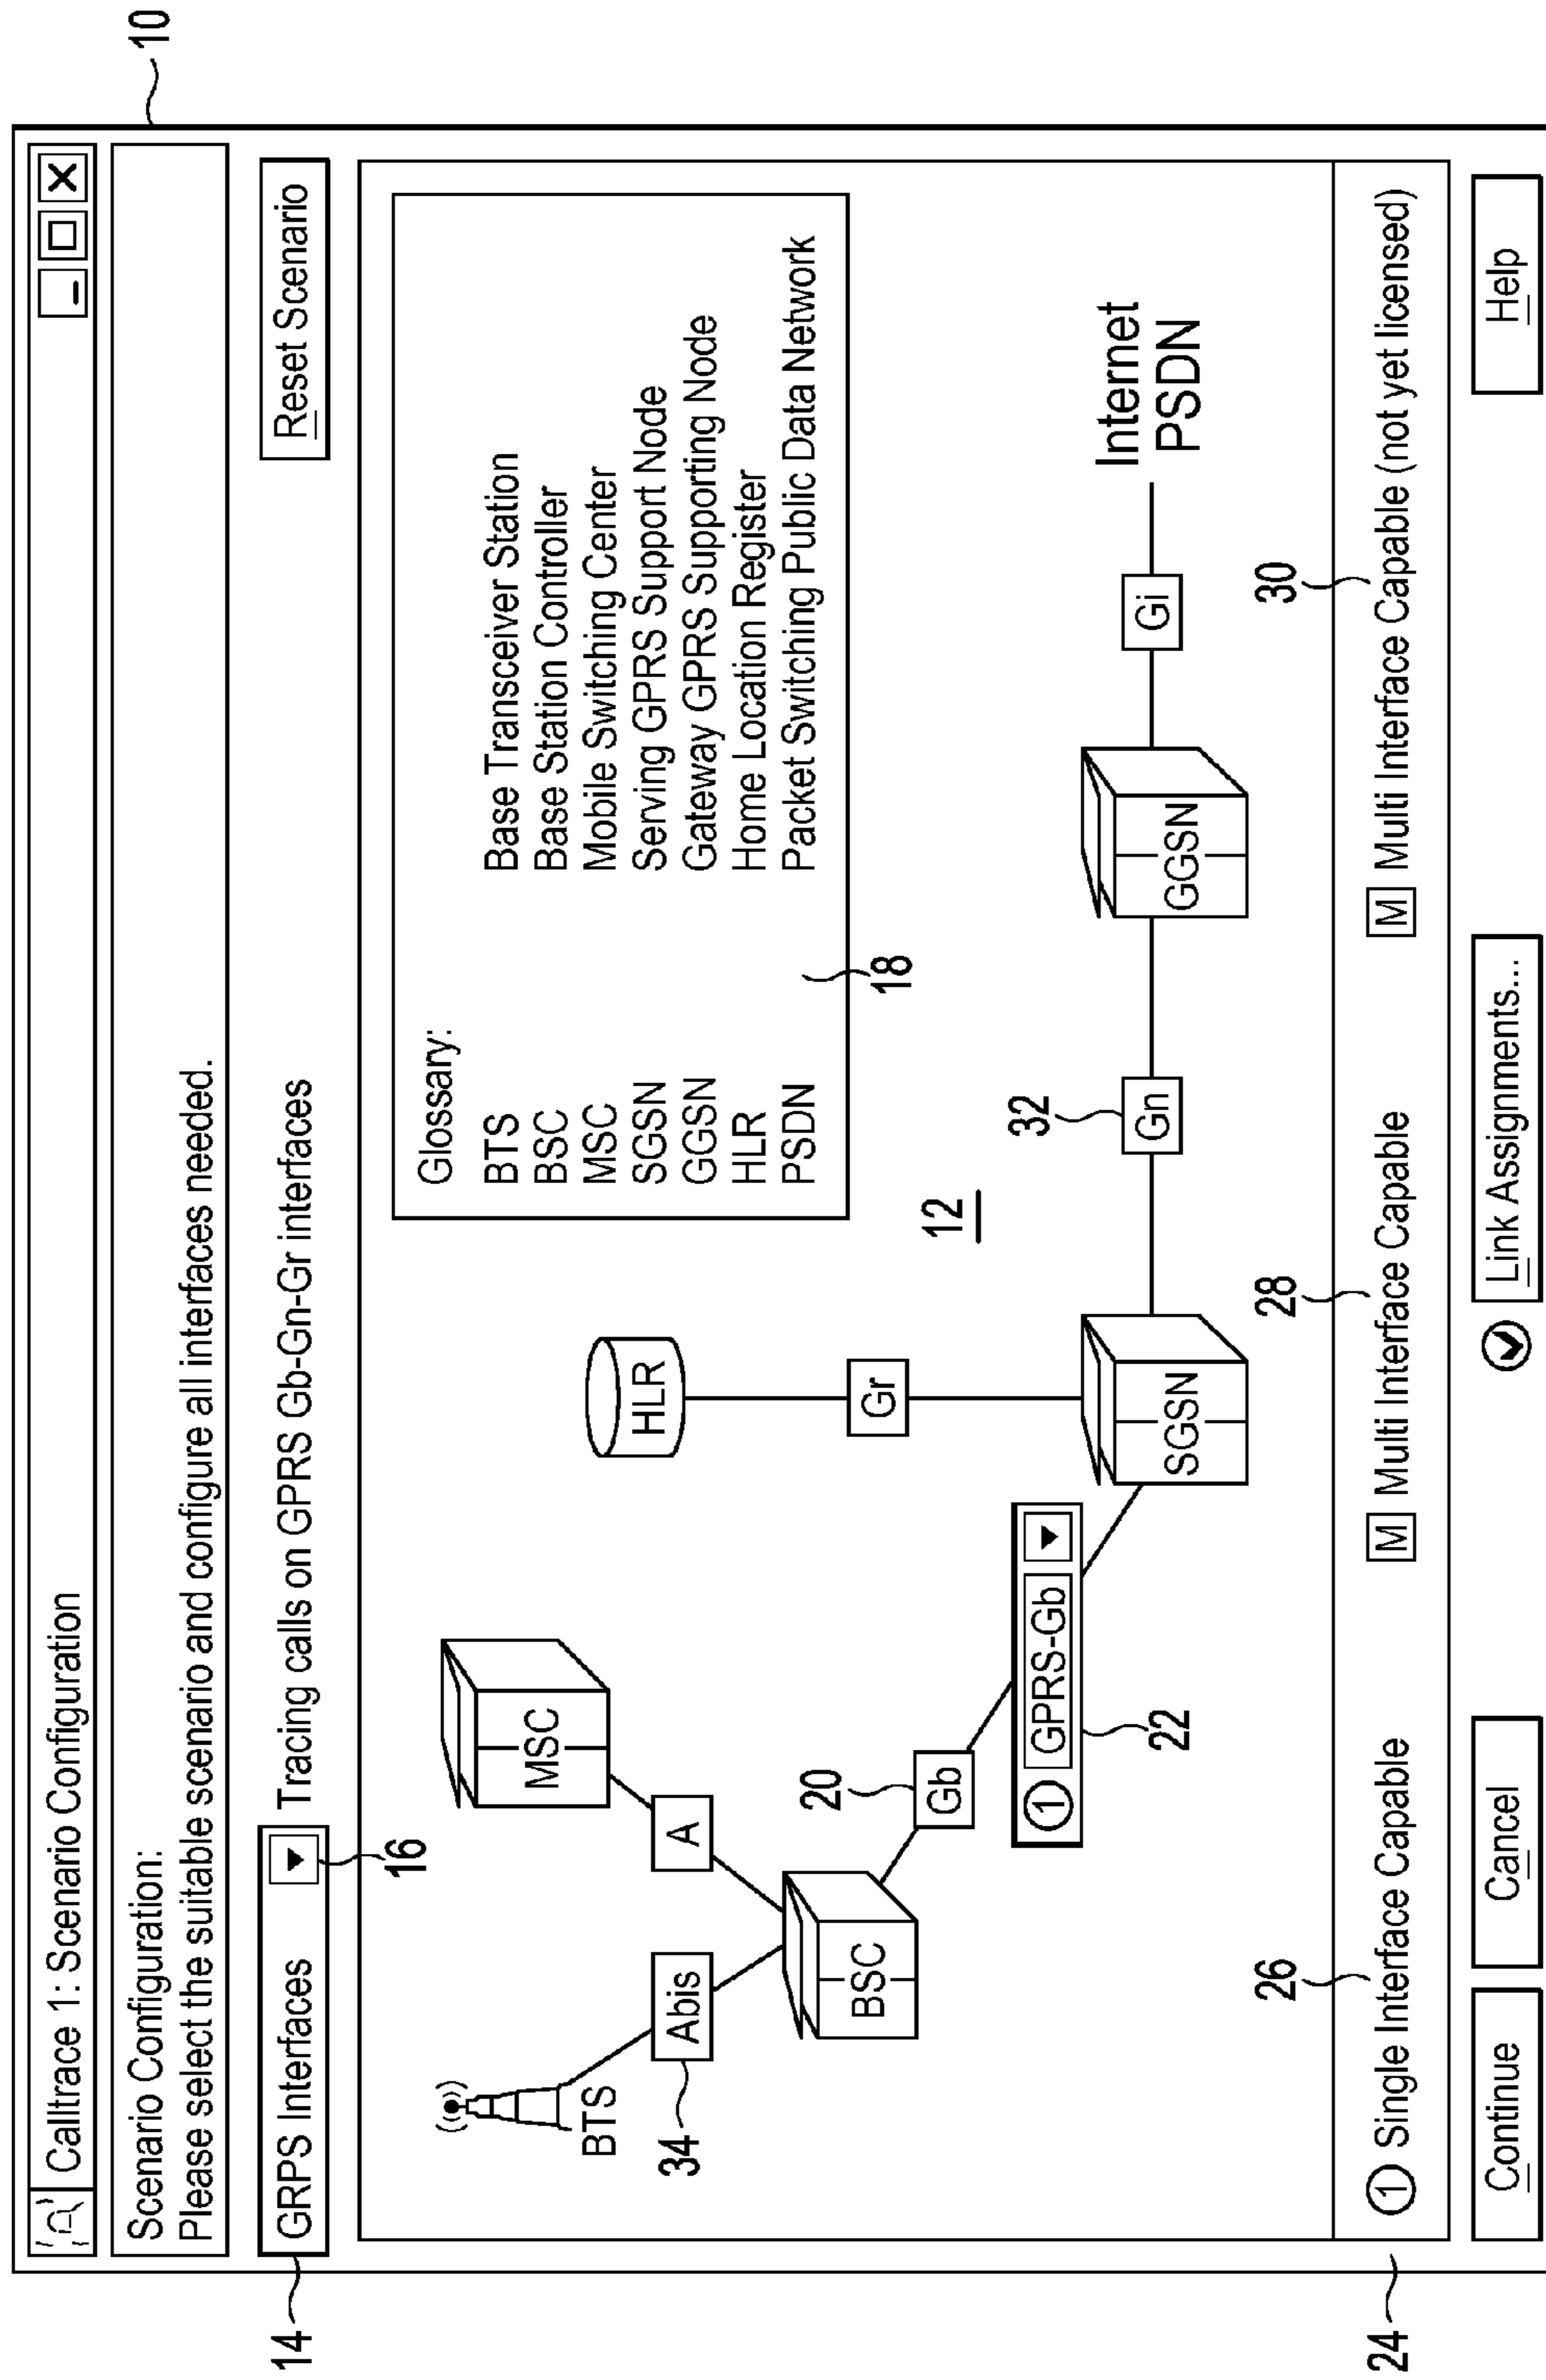 10
Calltrace 1: Scenario Configuration
Scenario Configuration:
Please select the suitable scenario and configure all interfaces needed.
14
GRPS Interfaces
16
Tracing calls on GPRS Gb-Gn-Gr interfaces
Reset Scenario
Glossary:
BTS Base Transceiver Station
BSC Base Station Controller
MSC Mobile Switching Center
SGSN Serving GPRS Support Node
GGSN Gateway GPRS Supporting Node
HLR Home Location Register
PSDN Packet Switching Public Data Network
18
12
BTS
34
Abis
A
MSC
BSC
20
Gb
22
1 GPRS-Gb
HLR
Gr
SGSN
32
Gn
GGSN
Gi
Internet
PSDN
24
26
1 Single Interface Capable
28
M Multi Interface Capable
30
M Multi Interface Capable (not yet licensed)
Continue
Cancel
Link Assignments...
Help